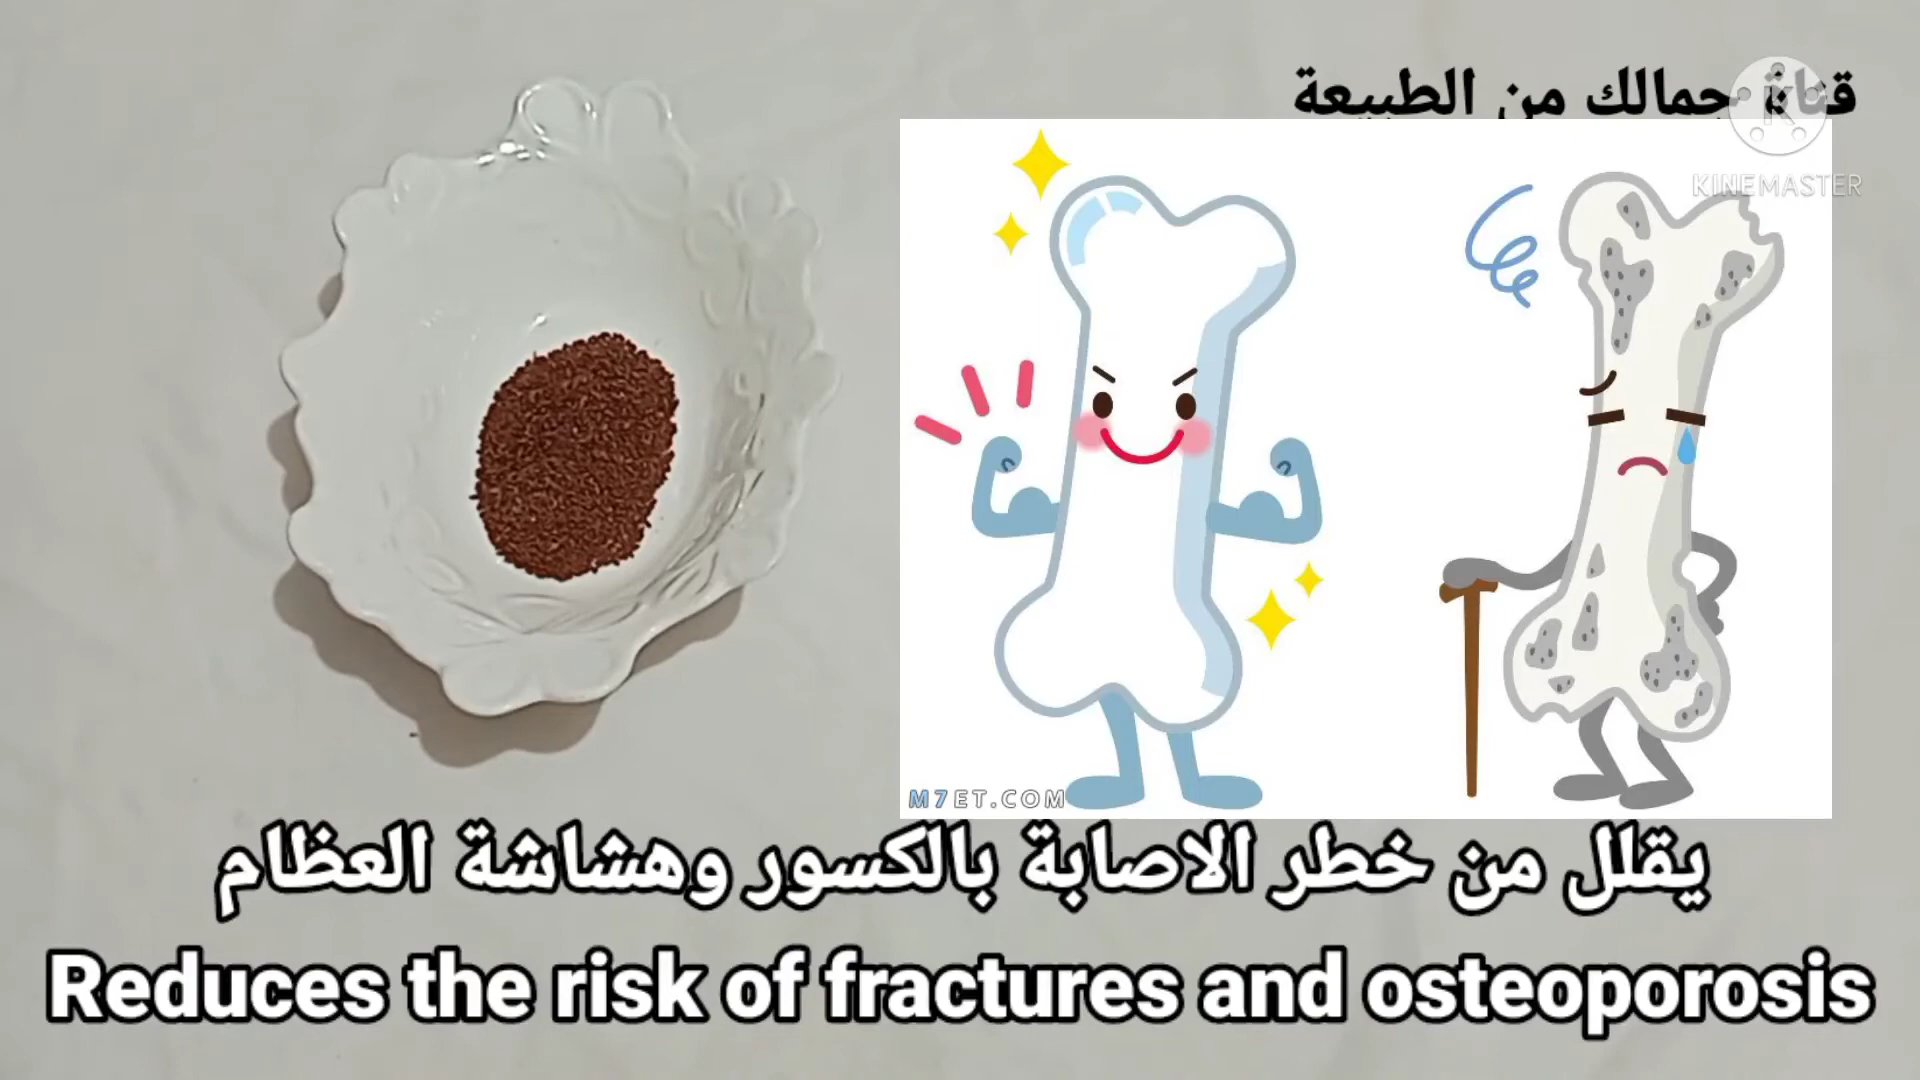 قناة جمالك من الطبيعة
KINEMASTER
M7ET.COM
يقلل من خطر الاصابة بالكسور وهشاشة العظام
Reduces the risk of fractures and osteoporosis